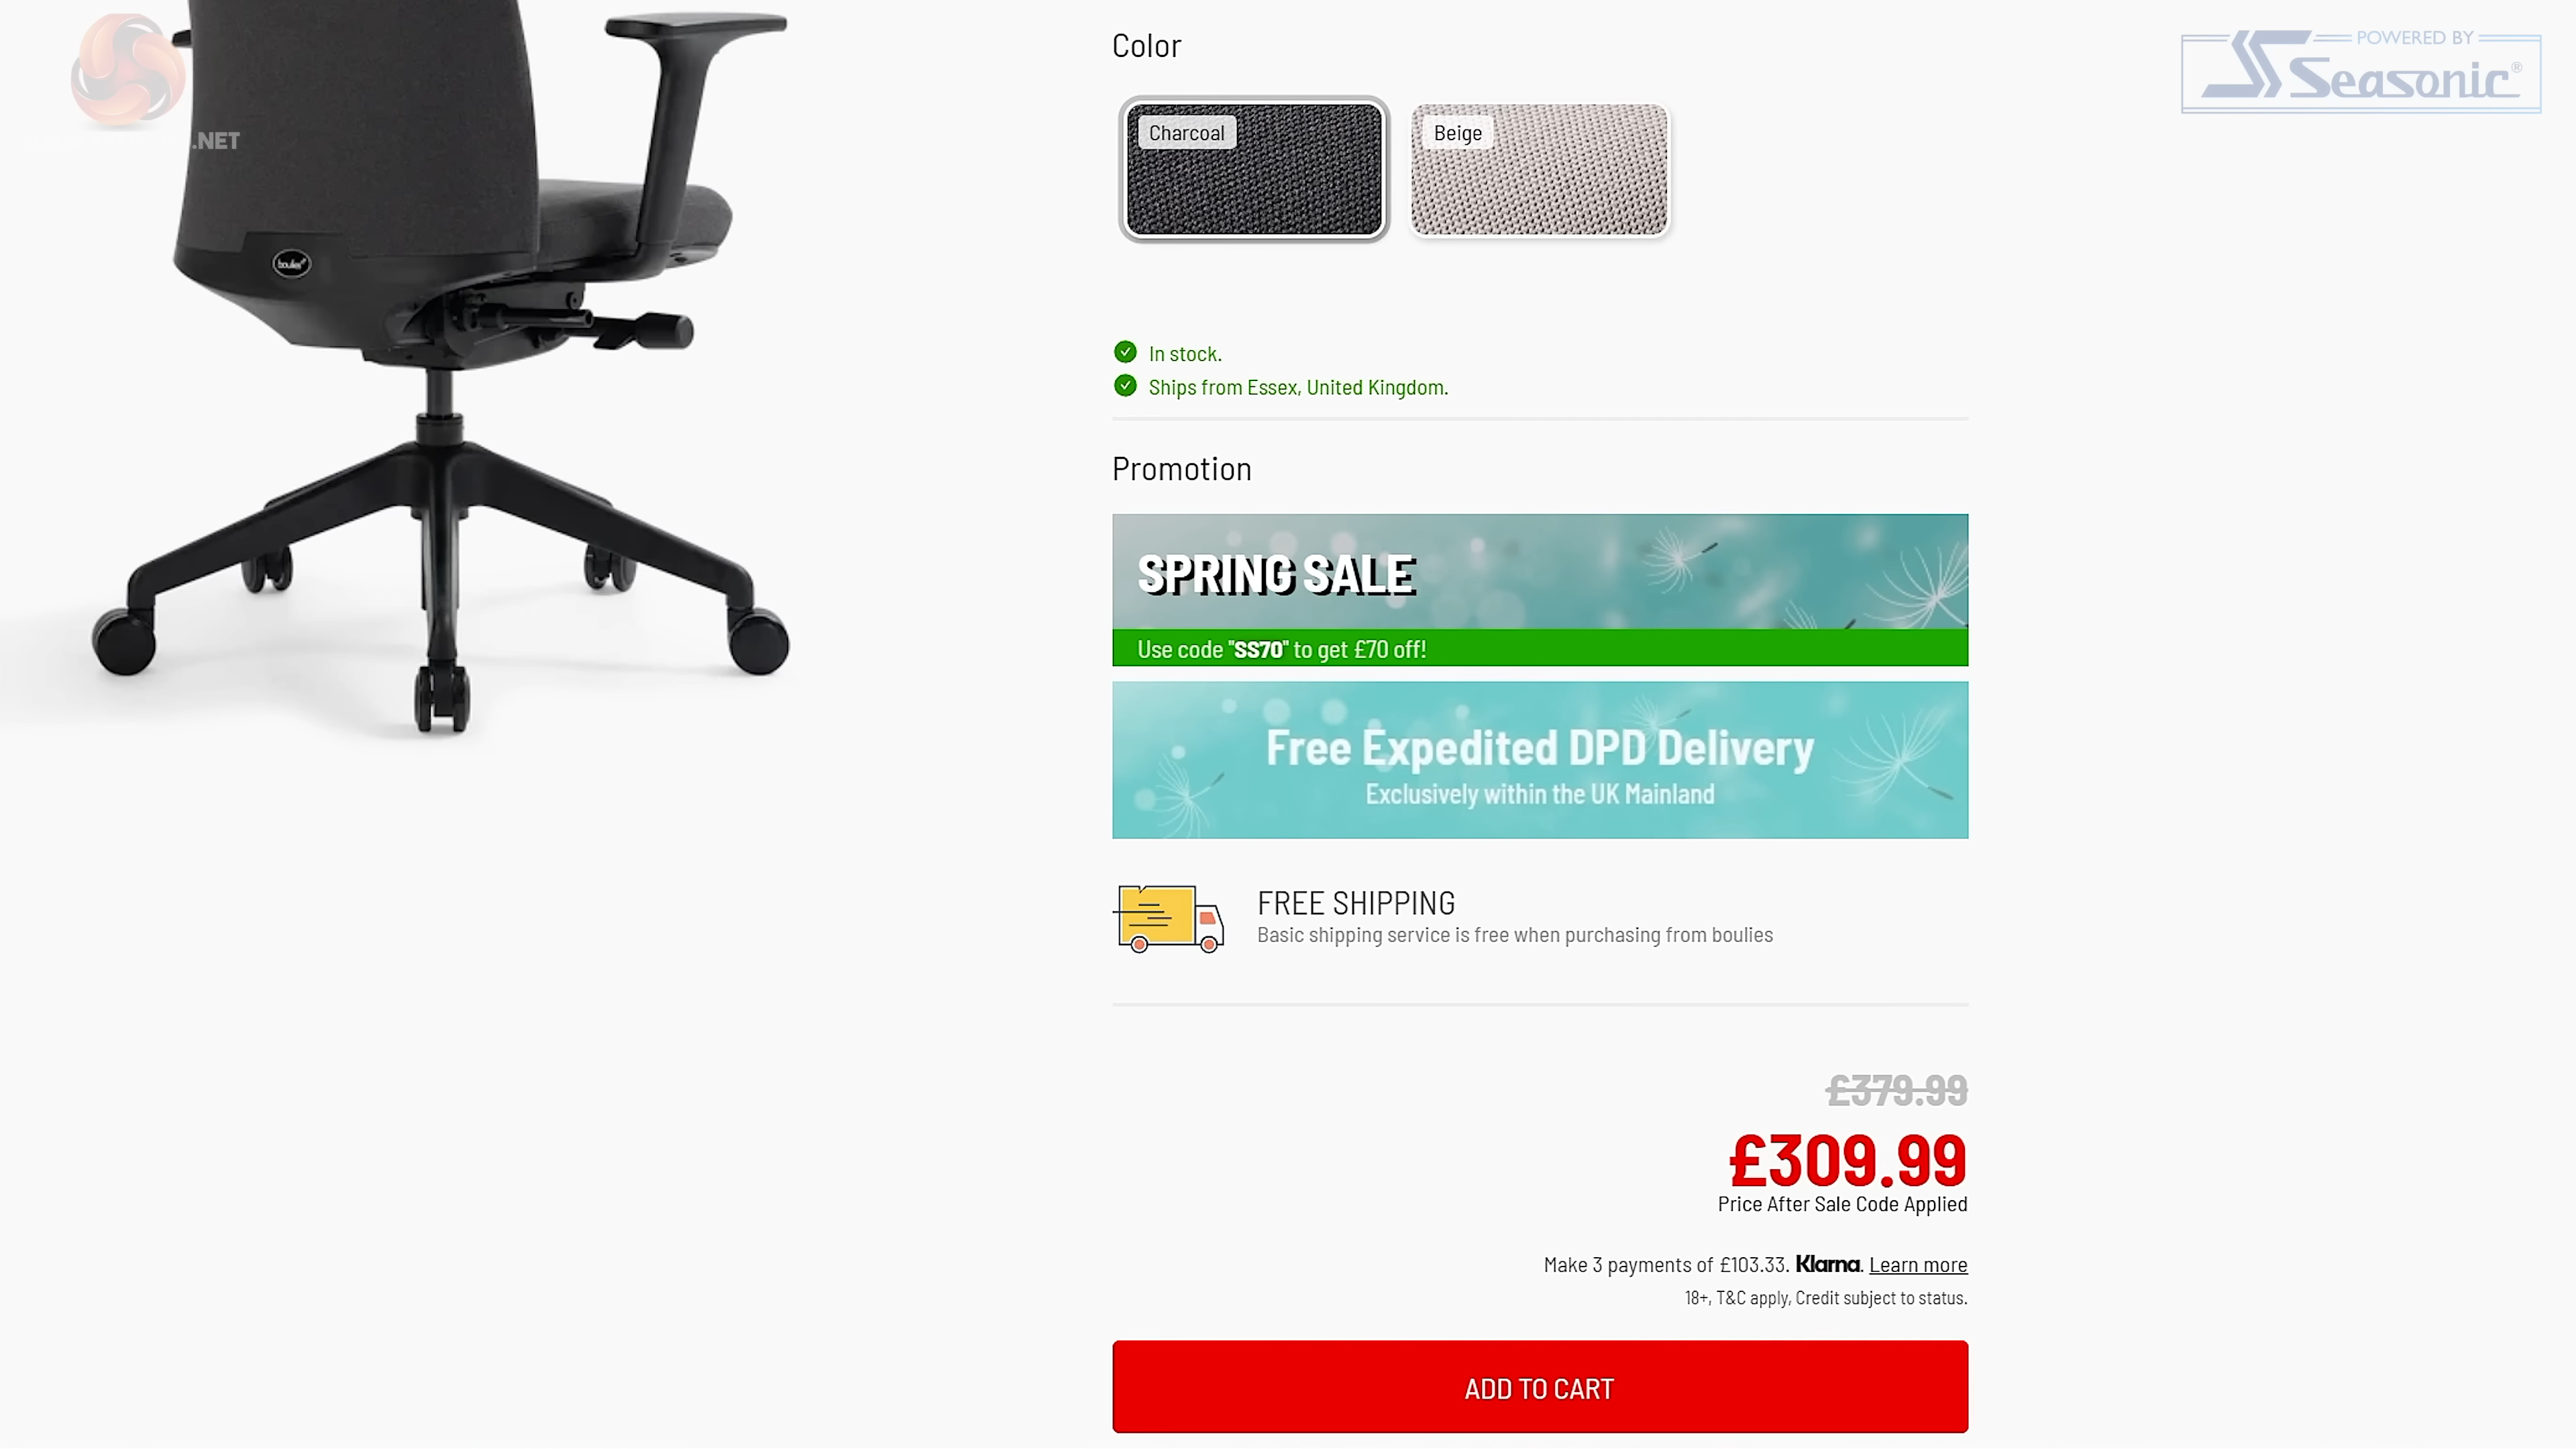 .NET
POWERED BY
Seasonic®
boulies
Color
Charcoal
Beige
In stock.
Ships from Essex, United Kingdom.
Promotion
SPRING SALE
Use code "SS70" to get £70 off!
Free Expedited DPD Delivery
Exclusively within the UK Mainland
FREE SHIPPING
Basic shipping service is free when purchasing from boulies
£379.99
£309.99
Price After Sale Code Applied
Make 3 payments of £103.33. Klarna. Learn more
18+, T&C apply, Credit subject to status.
ADD TO CART